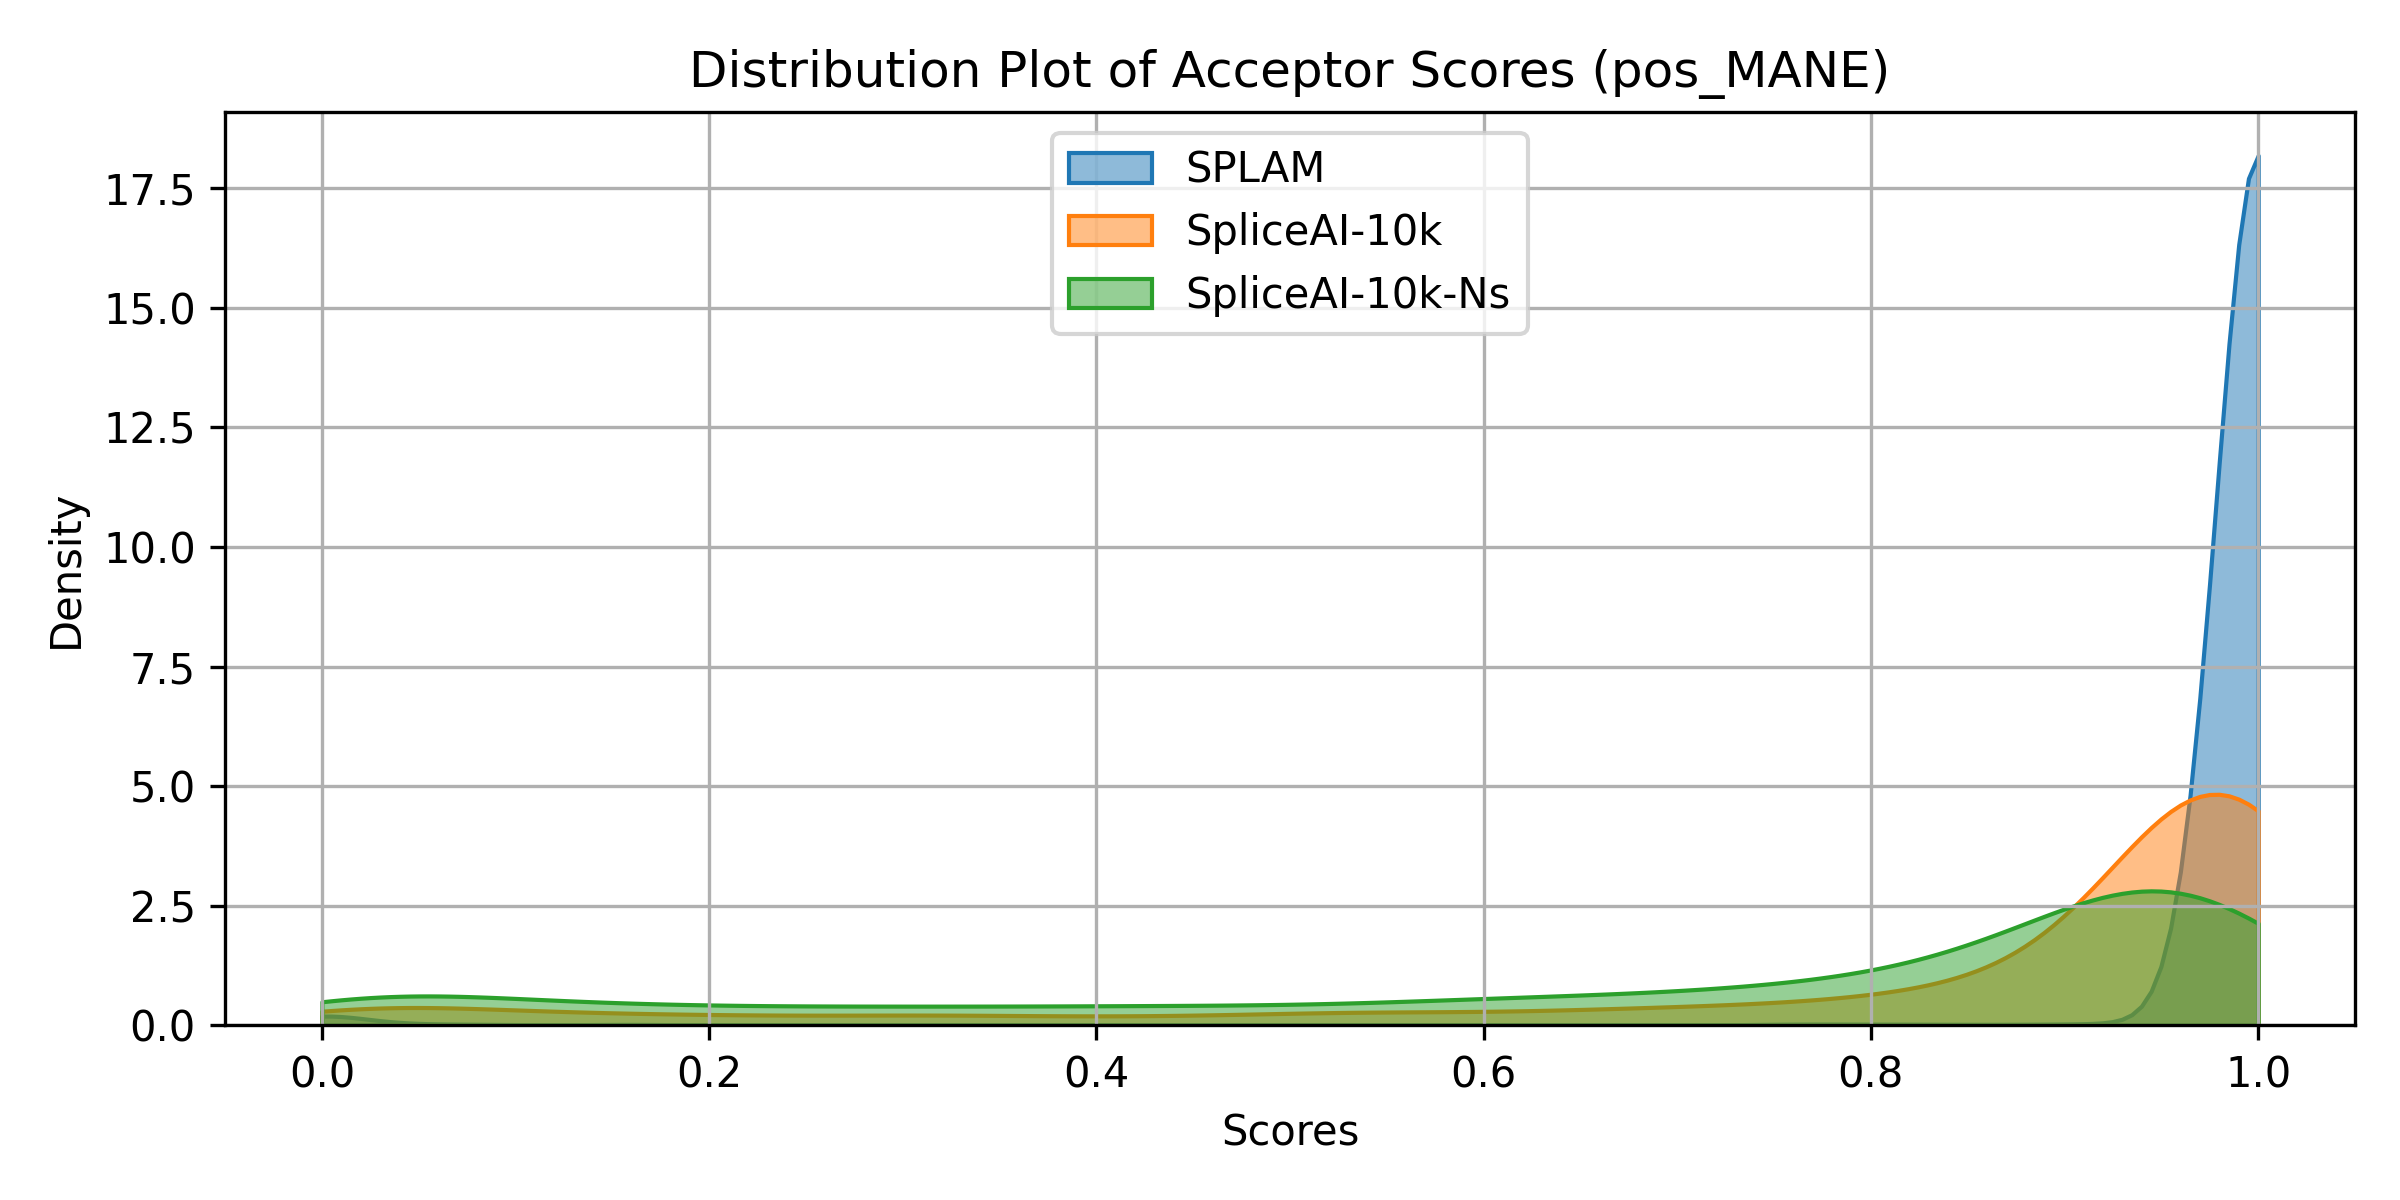 Distribution Plot of Acceptor Scores (pos_MANE)
SPLAM
SpliceAI-10k
SpliceAI-10k-Ns
17.5
15.0
12.5
10.0
7.5
5.0
2.5
0.0
Density
0.0 0.2 0.4 0.6 0.8 1.0
Scores